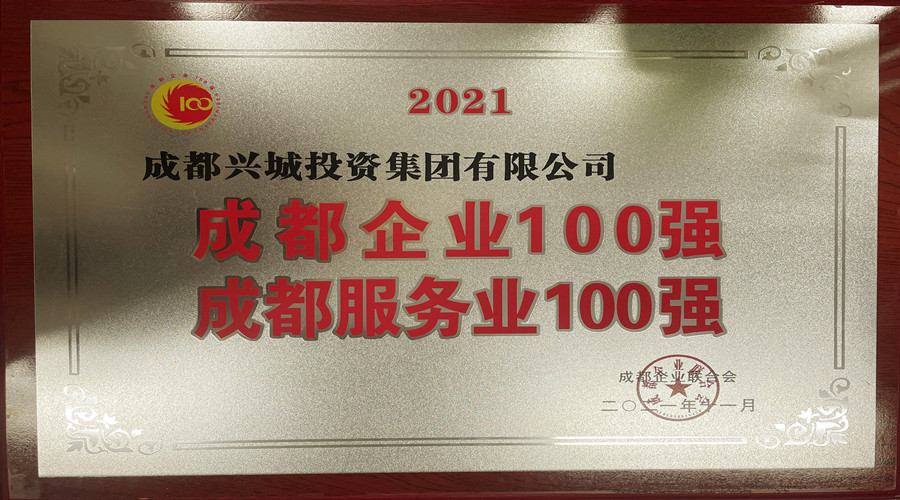 100
2021
成都兴城投资集团有限公司
成都企业100强
成都服务业100强
成都企业联合会
二〇二一年十一月